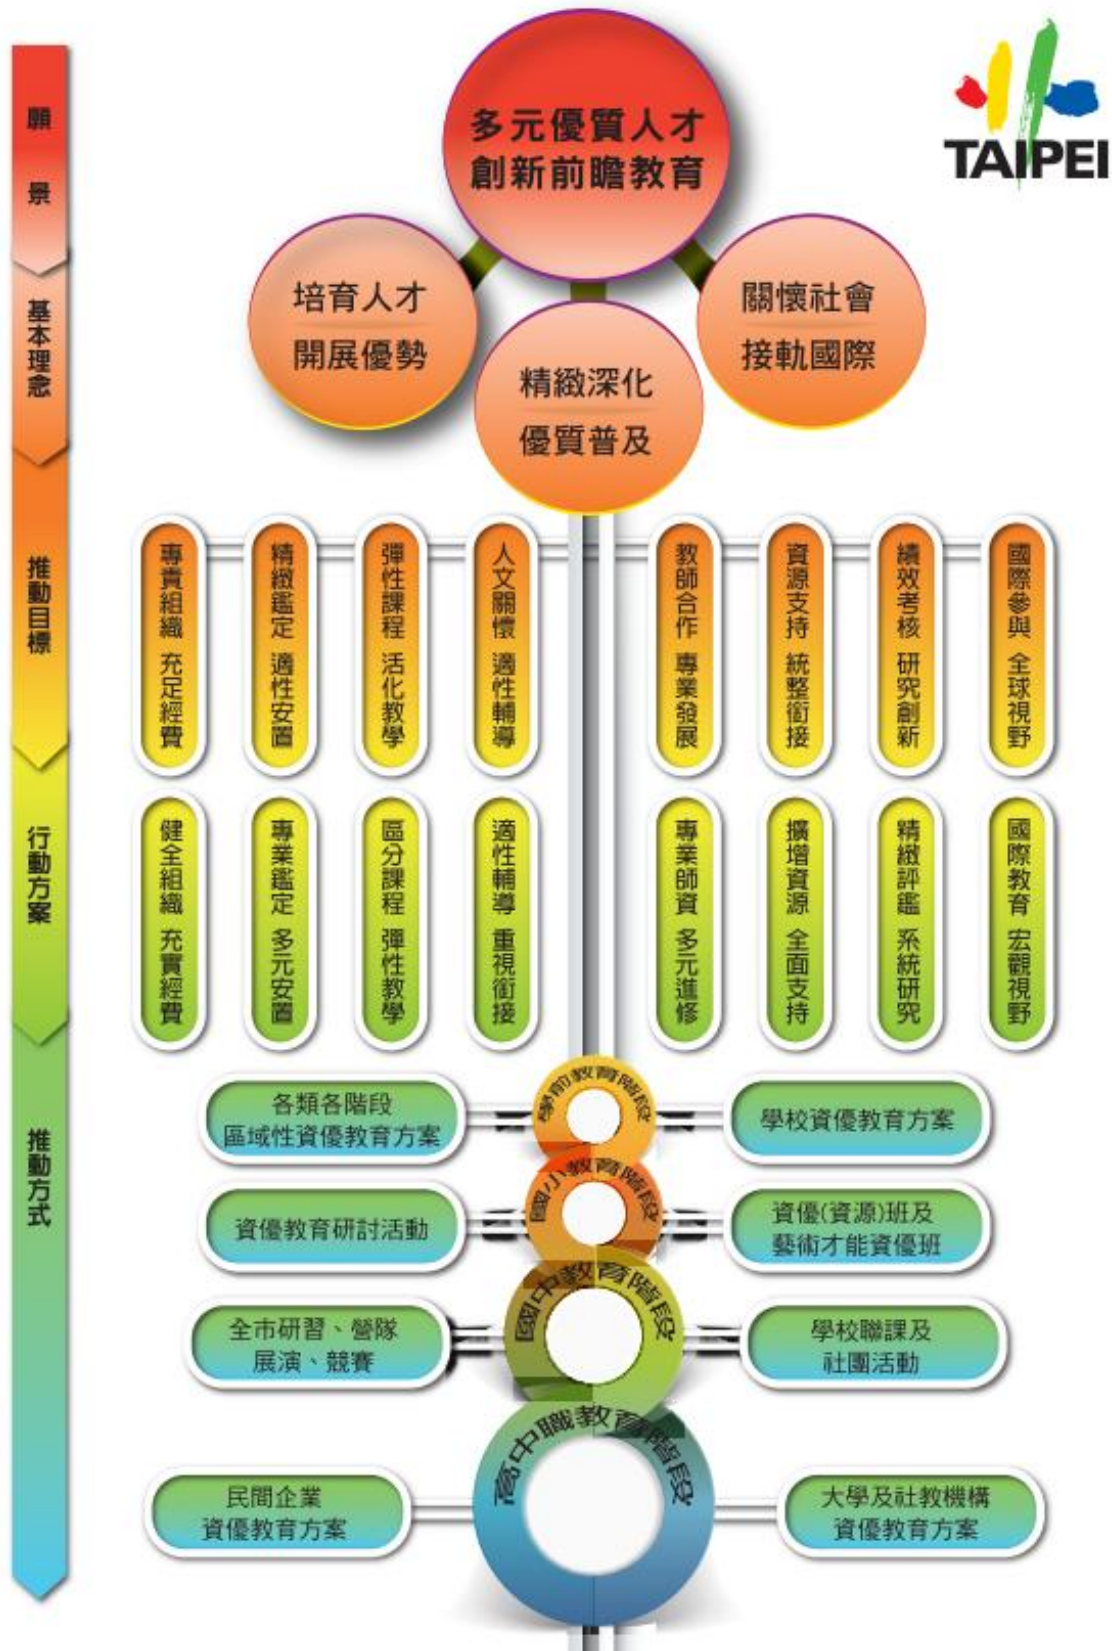 願景
多元優質人才
創新前瞻教育
TAIPEI
基本理念
培育人才
開展優勢
精緻深化
優質普及
關懷社會
接軌國際
推動目標
專責組織 充足經費
精緻鑑定 適性安置
彈性課程 活化教學
人文關懷 適性輔導
教師合作 專業發展
資源支持 統整銜接
績效考核 研究創新
國際參與 全球視野
行動方案
健全組織 充實經費
專業鑑定 多元安置
區分課程 彈性教學
適性輔導 重視銜接
專業師資 多元進修
擴增資源 全面支持
精緻評鑑 系統研究
國際教育 宏觀視野
推動方式
學前教育階段
各類各階段
區域性資優教育方案
學校資優教育方案
國小教育階段
資優教育研討活動
資優(資源)班及
藝術才能資優班
國中教育階段
全市研習、營隊
展演、競賽
學校聯課及
社團活動
高中職教育階段
民間企業
資優教育方案
大學及社教機構
資優教育方案